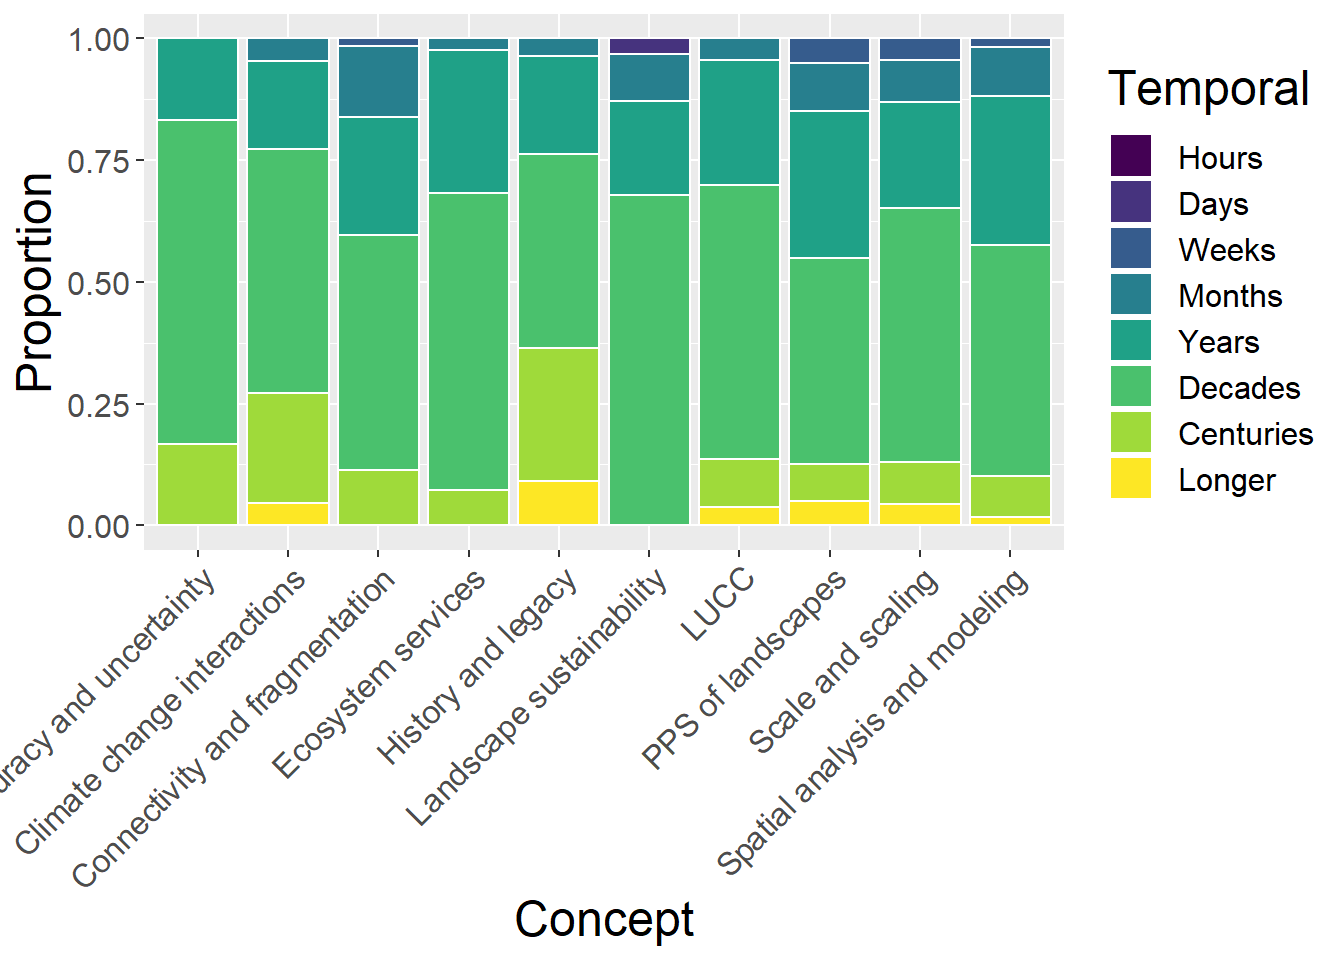 Proportion
1.00
0.75
0.50
0.25
0.00
and uncertainty
Climate change interactions
Connectivity and fragmentation
Ecosystem services
History and legacy
Landscape sustainability
LUCC
PPS of landscapes
Scale and scaling
Spatial analysis and modeling
Concept
Temporal
Hours
Days
Weeks
Months
Years
Decades
Centuries
Longer